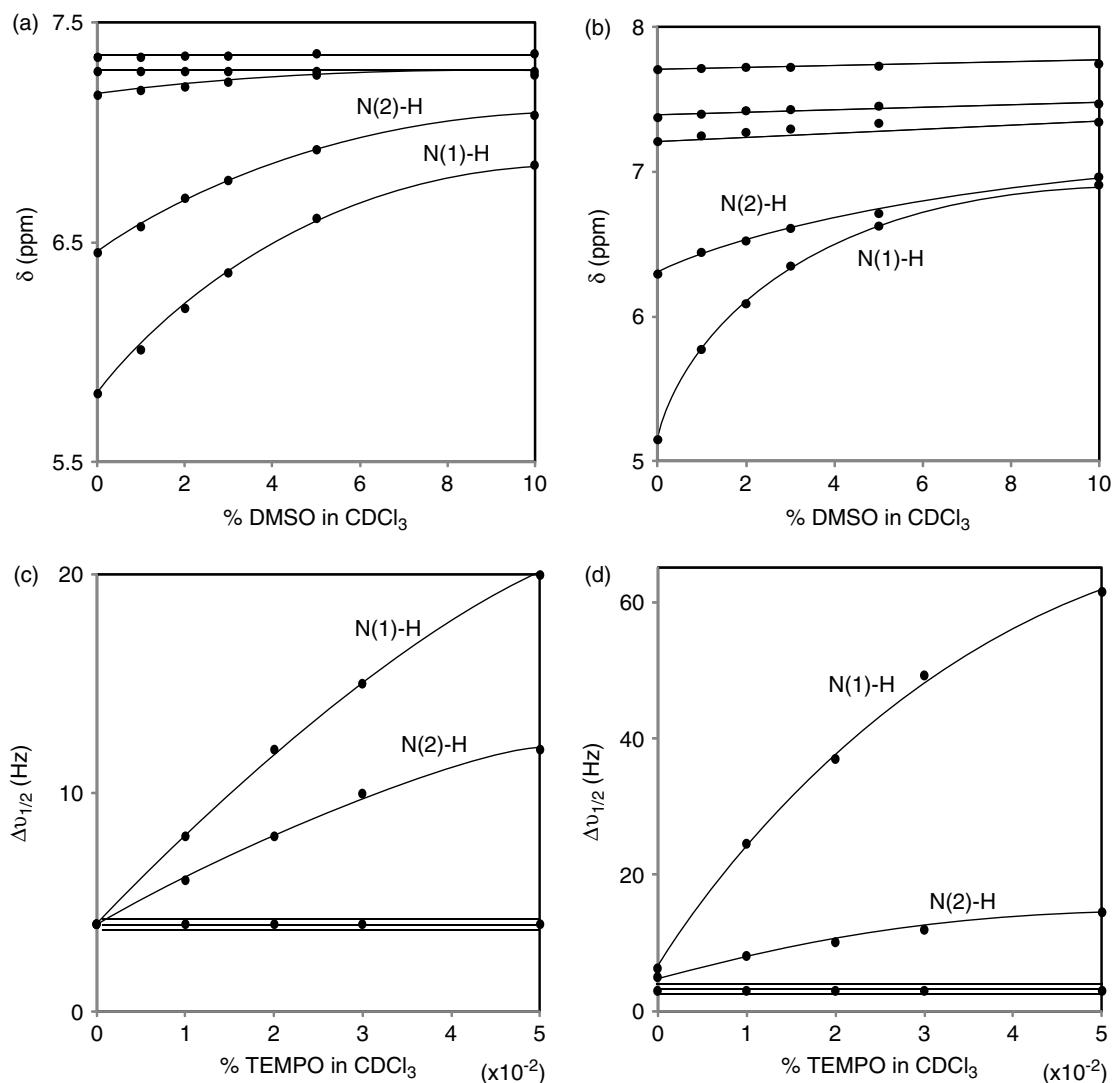 (a)
7.5
6.5
5.5
δ (ppm)
N(2)-H
N(1)-H
0 2 4 6 8 10
% DMSO in CDCl₃
(b)
8
7
6
5
δ (ppm)
N(2)-H
N(1)-H
0 2 4 6 8 10
% DMSO in CDCl₃
(c)
20
10
0
Δυ₁/₂ (Hz)
N(1)-H
N(2)-H
0 1 2 3 4 5
% TEMPO in CDCl₃ (x10⁻²)
(d)
60
40
20
0
Δυ₁/₂ (Hz)
N(1)-H
N(2)-H
0 1 2 3 4 5
% TEMPO in CDCl₃ (x10⁻²)